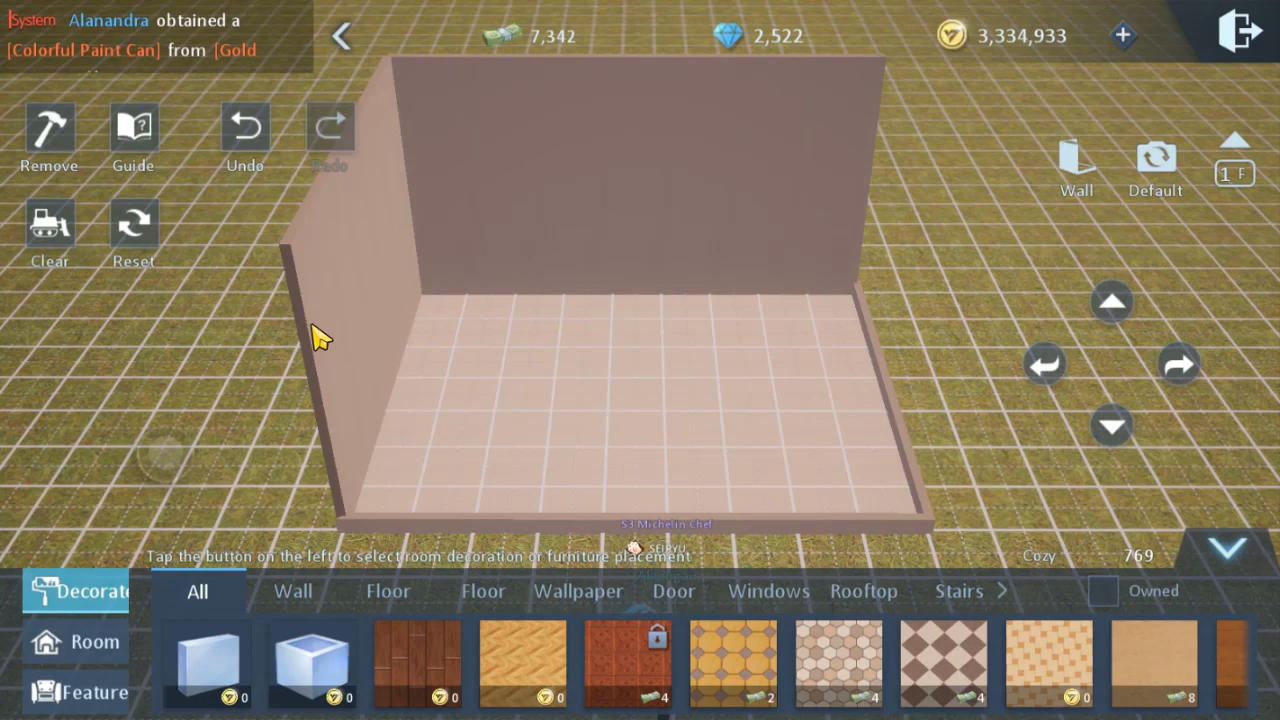 System Alanandra obtained a
[Colorful Paint Can] from [Gold
7,342
2,522
3,334,933
Remove
Guide
Undo
Redo
Clear
Reset
Wall
Default
1 F
S3 Michelin Chef
SEIRYU
Tap the button on the left to select room decoration or furniture placement
Cozy 769
Decorate
Room
Feature
All
Wall
Floor
Floor
Wallpaper
Door
Windows
Rooftop
Stairs
Owned
0
0
0
0
4
2
4
4
0
8